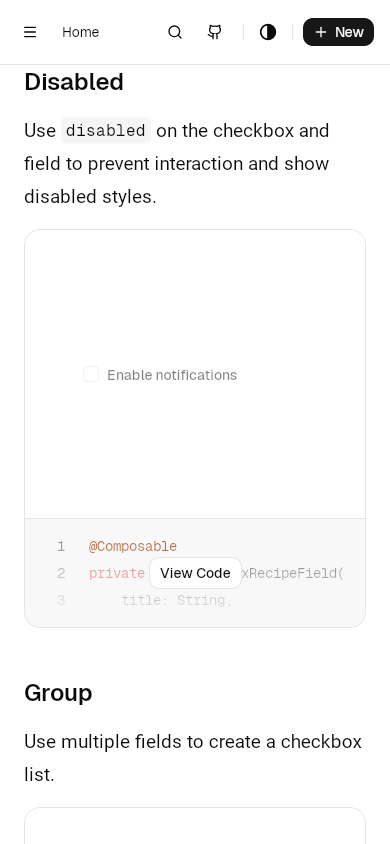 Home
New
Disabled
Use disabled on the checkbox and
field to prevent interaction and show
disabled styles.
Enable notifications
1 @Composable
2 private xRecipeField(
View Code
3 title: String,
Group
Use multiple fields to create a checkbox
list.